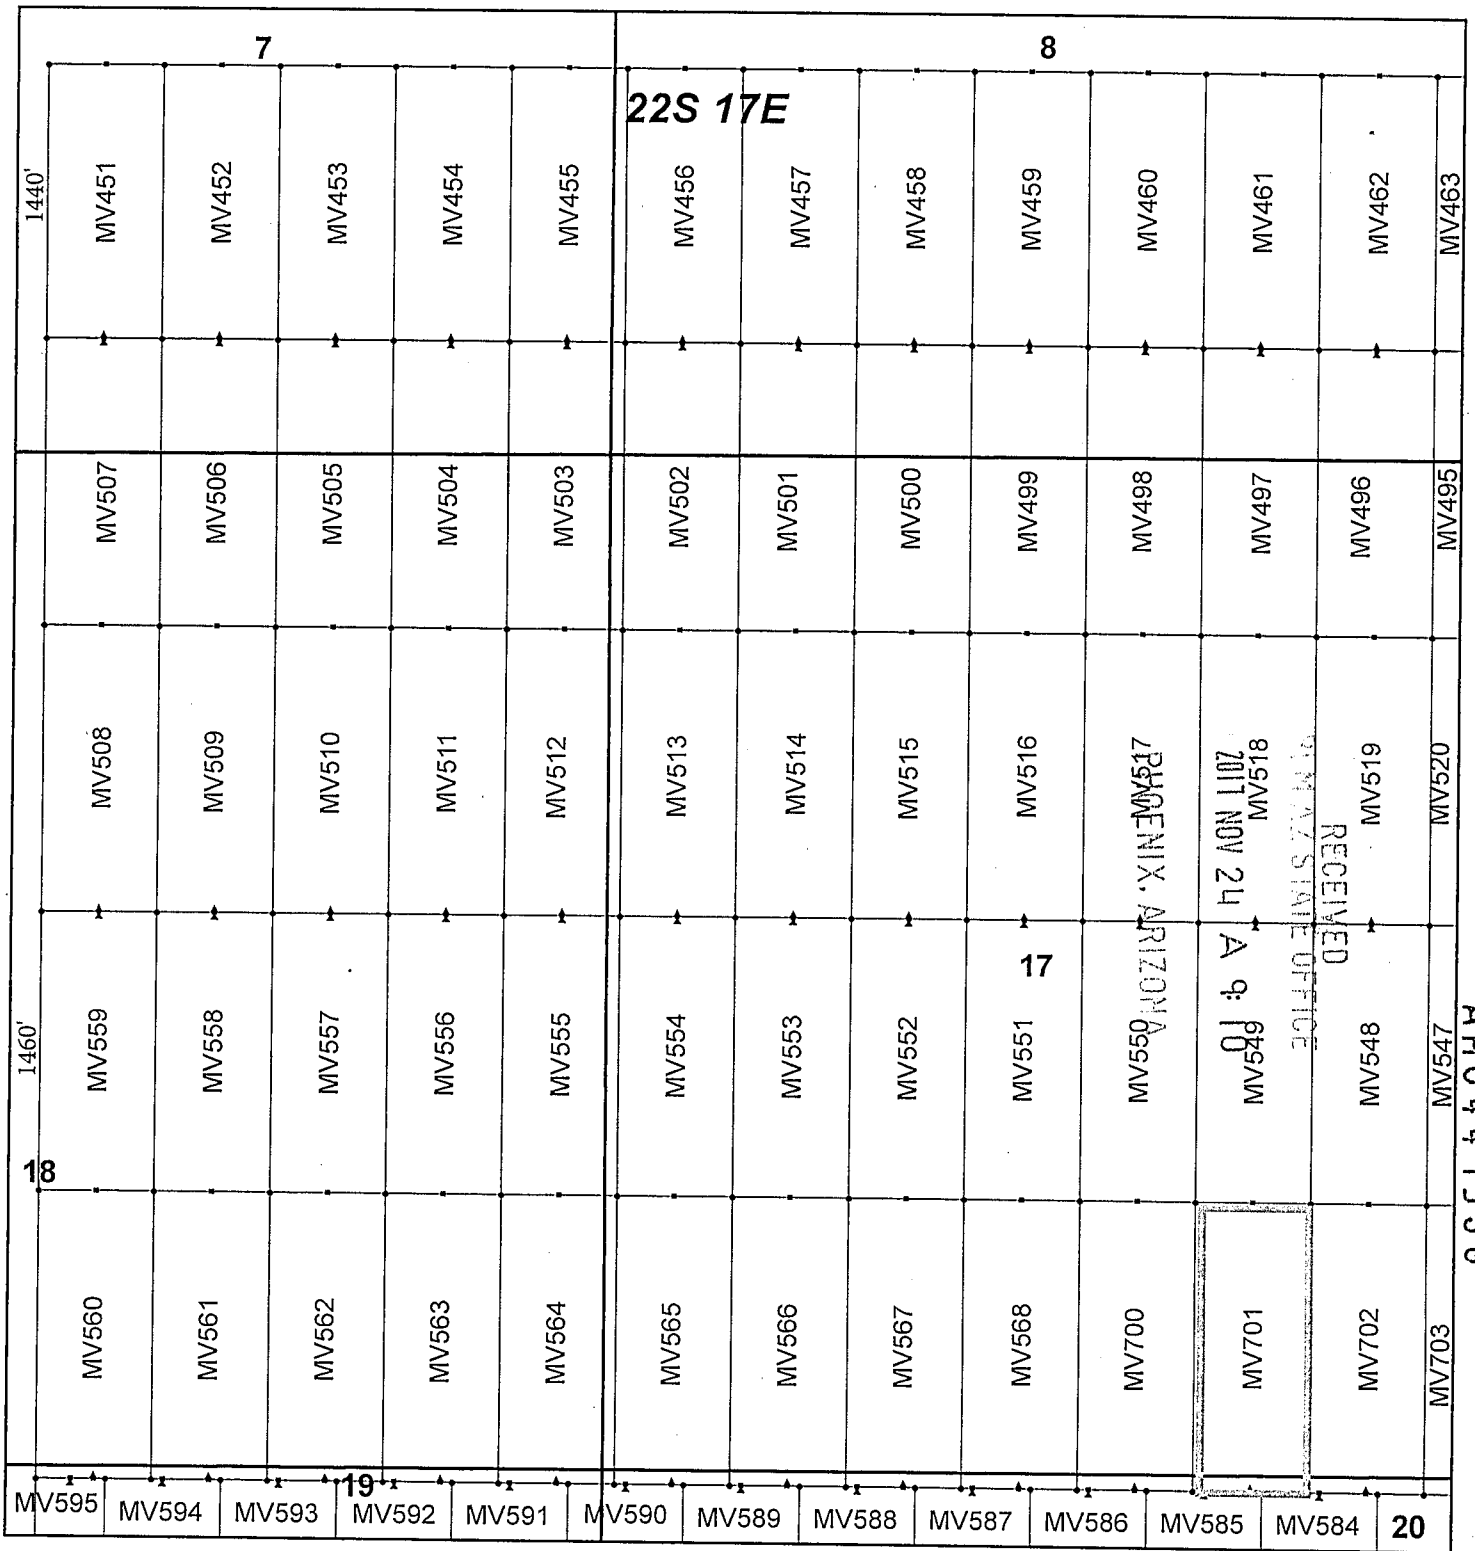 7 8
22S 17E
1440'
MV451 MV452 MV453 MV454 MV455 MV456 MV457 MV458 MV459 MV460 MV461 MV462 MV463
MV507 MV506 MV505 MV504 MV503 MV502 MV501 MV500 MV499 MV498 MV497 MV496 MV495
MV508 MV509 MV510 MV511 MV512 MV513 MV514 MV515 MV516 MV517 MV518 MV519 MV520
RECEIVED
AZ STATE OFFICE
2011 NOV 24 A 9: 10
PHOENIX, ARIZONA
17
1460'
MV559 MV558 MV557 MV556 MV555 MV554 MV553 MV552 MV551 MV550 MV549 MV548 MV547
18
MV560 MV561 MV562 MV563 MV564 MV565 MV566 MV567 MV568 MV700 MV701 MV702 MV703
19
MV595 MV594 MV593 MV592 MV591 MV590 MV589 MV588 MV587 MV586 MV585 MV584 20